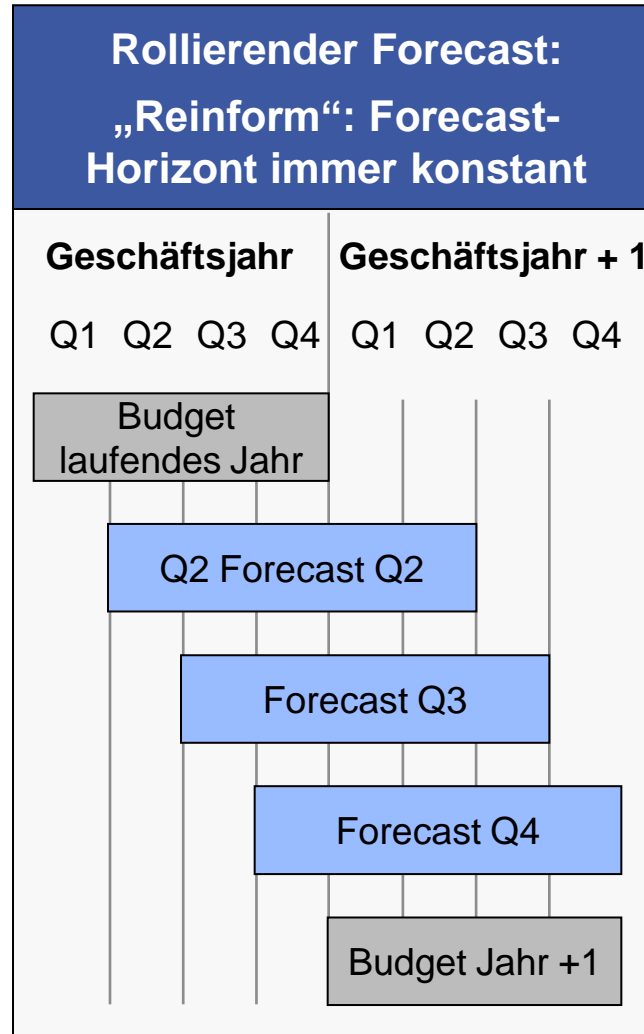 Rollierender Forecast:
„Reinform“: Forecast-
Horizont immer konstant
Geschäftsjahr Geschäftsjahr + 1
Q1 Q2 Q3 Q4 Q1 Q2 Q3 Q4
Budget
laufendes Jahr
Q2 Forecast Q2
Forecast Q3
Forecast Q4
Budget Jahr +1